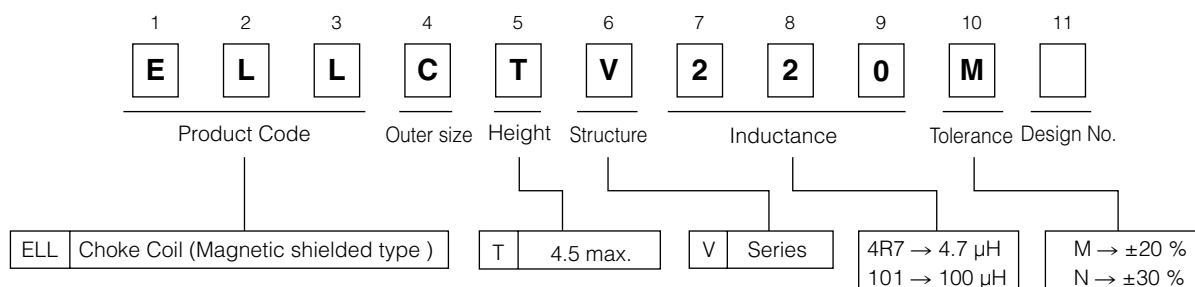 1 2 3 4 5 6 7 8 9 10 11
E L L C T V 2 2 0 M
Product Code Outer size Height Structure Inductance Tolerance Design No.
ELL Choke Coil (Magnetic shielded type )
T 4.5 max.
V Series
4R7 → 4.7 µH
101 → 100 µH
M → ±20 %
N → ±30 %